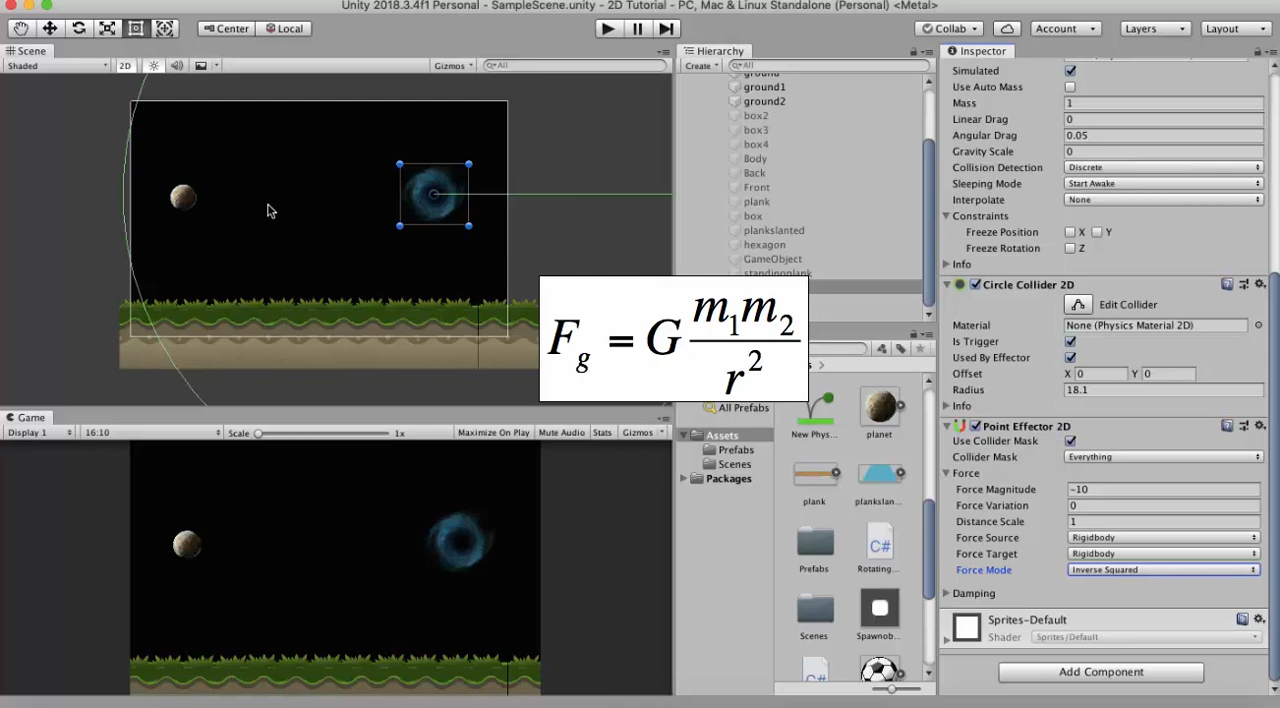 Unity 2018.3.4f1 Personal - SampleScene.unity - 2D Tutorial - PC, Mac & Linux Standalone (Personal) <Metal>
Center Local Collab Account Layers Layout
Scene
Shaded 2D Gizmos All
Hierarchy
Create All
ground
ground1
ground2
box2
box3
box4
Body
Back
Front
plank
box
plankslanted
hexagon
GameObject
standingplank
Inspector
Simulated
Use Auto Mass
Mass 1
Linear Drag 0
Angular Drag 0.05
Gravity Scale 0
Collision Detection Discrete
Sleeping Mode Start Awake
Interpolate None
Constraints
Freeze Position X Y
Freeze Rotation Z
Info
Circle Collider 2D
Edit Collider
Material None (Physics Material 2D)
Is Trigger
Used By Effector
Offset X 0 Y 0
Radius 18.1
Info
Point Effector 2D
Use Collider Mask
Collider Mask Everything
Force
Force Magnitude -10
Force Variation 0
Distance Scale 1
Force Source Rigidbody
Force Target Rigidbody
Force Mode Inverse Squared
Damping
Sprites-Default
Shader Sprites/Default
Add Component
F_g = G m_1 m_2 / r^2
Game
Display 1 16:10 Scale 1x Maximize On Play Mute Audio Stats Gizmos
All Prefabs
Assets
Prefabs
Scenes
Packages
New Phys... planet
plank plankslan...
C#
Prefabs Rotating...
Scenes Spawnob...
C#